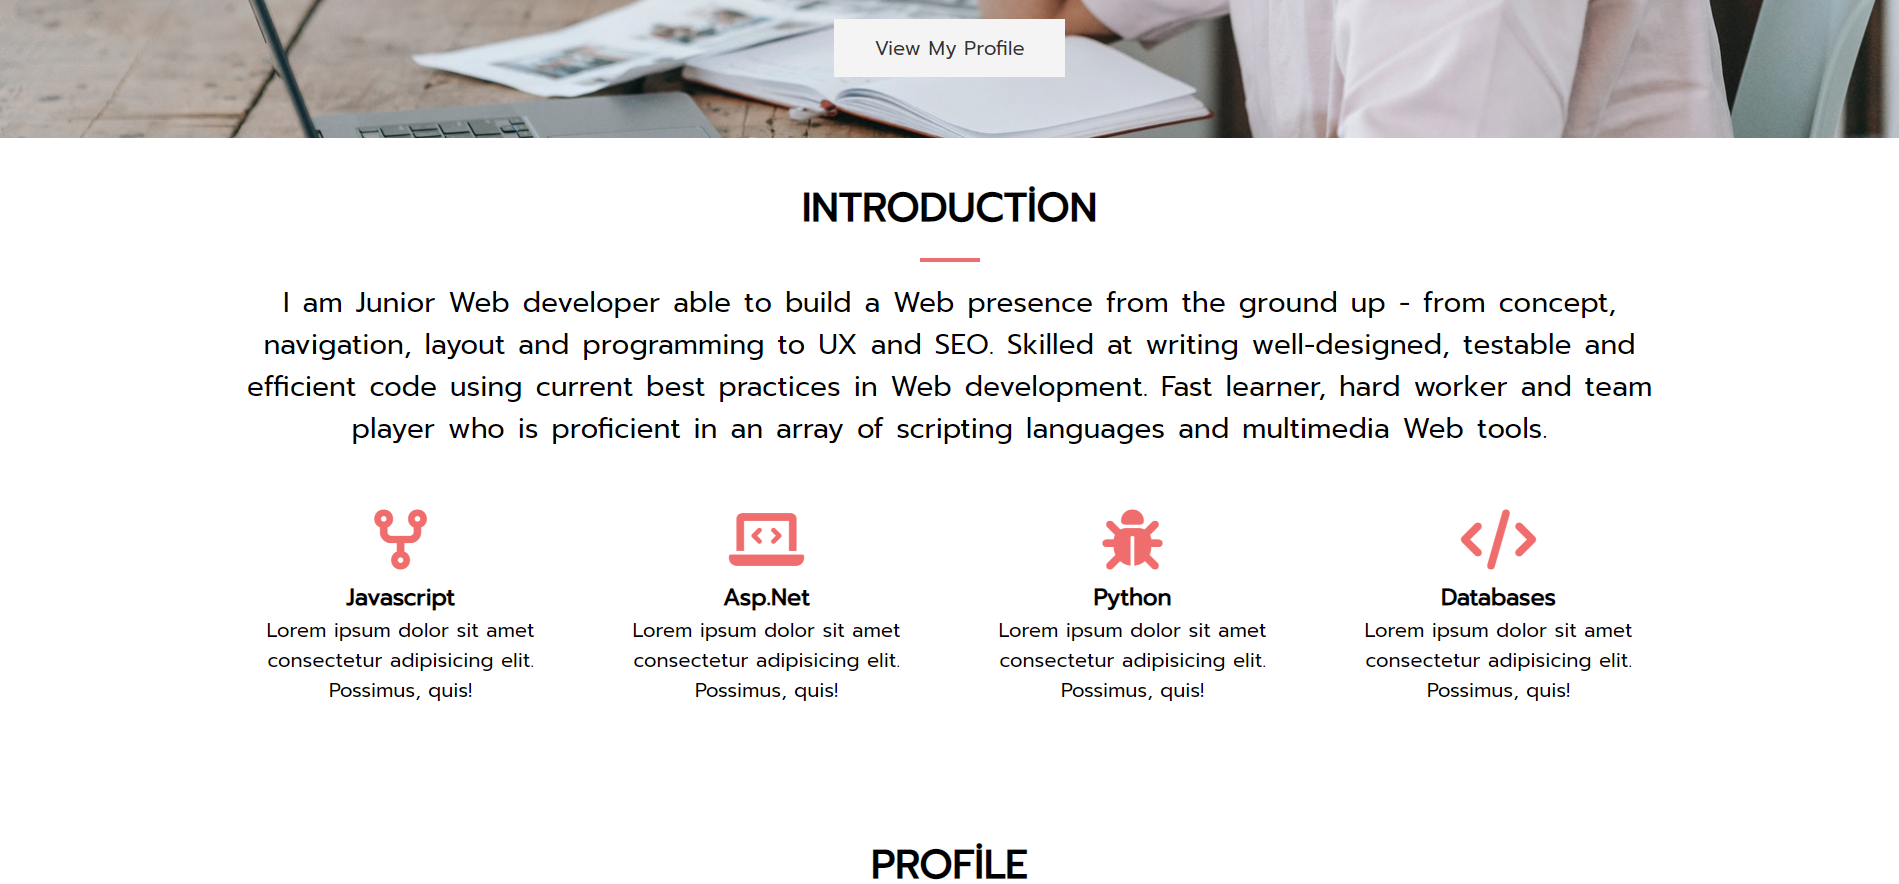 View My Profile
INTRODUCTİON
I am Junior Web developer able to build a Web presence from the ground up - from concept,
navigation, layout and programming to UX and SEO. Skilled at writing well-designed, testable and
efficient code using current best practices in Web development. Fast learner, hard worker and team
player who is proficient in an array of scripting languages and multimedia Web tools.
Javascript
Lorem ipsum dolor sit amet
consectetur adipisicing elit.
Possimus, quis!
Asp.Net
Lorem ipsum dolor sit amet
consectetur adipisicing elit.
Possimus, quis!
Python
Lorem ipsum dolor sit amet
consectetur adipisicing elit.
Possimus, quis!
Databases
Lorem ipsum dolor sit amet
consectetur adipisicing elit.
Possimus, quis!
PROFİLE